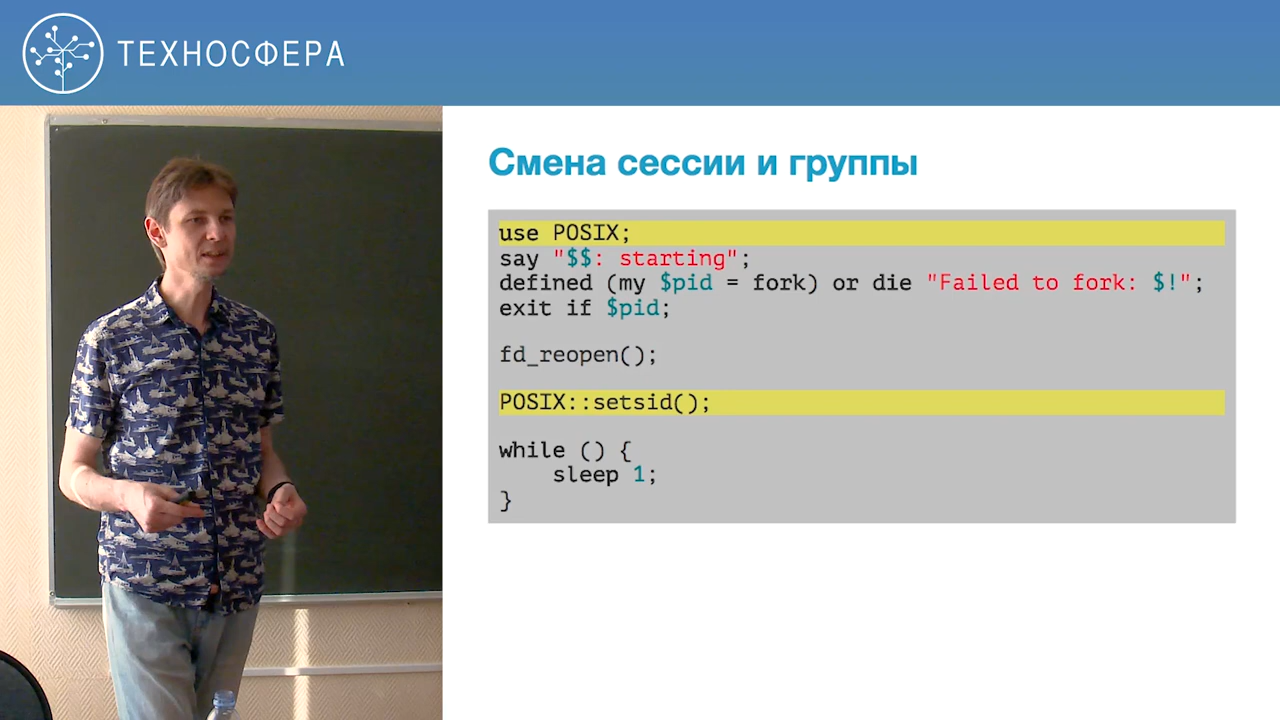 ТЕХНОСФЕРА
Смена сессии и группы
use POSIX;
say "$$: starting";
defined (my $pid = fork) or die "Failed to fork: $!";
exit if $pid;
fd_reopen();
POSIX::setsid();
while () {
    sleep 1;
}